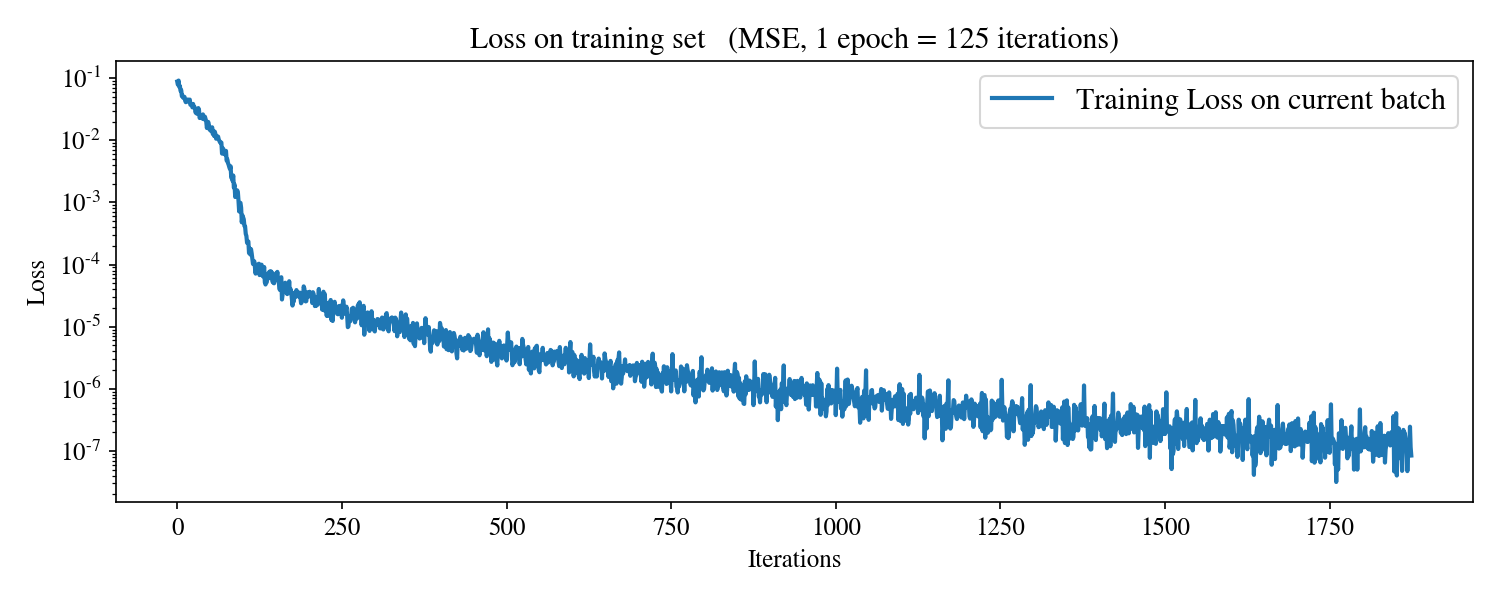 Loss on training set (MSE, 1 epoch = 125 iterations)
Training Loss on current batch
Loss
10⁻¹
10⁻²
10⁻³
10⁻⁴
10⁻⁵
10⁻⁶
10⁻⁷
0 250 500 750 1000 1250 1500 1750
Iterations